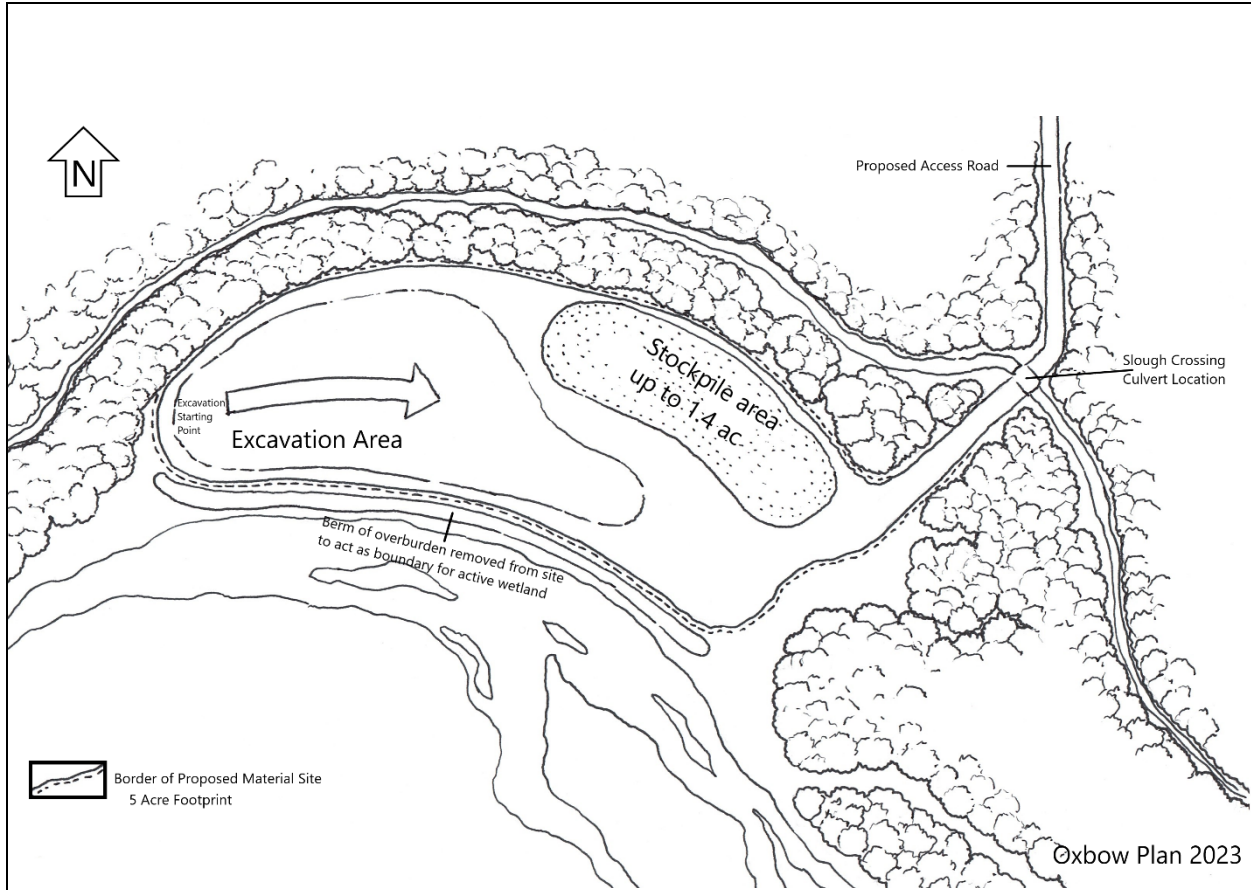 N
Proposed Access Road
Slough Crossing
Culvert Location
Stockpile area
up to 1.4 ac
Excavation
Starting
Point
Excavation Area
Berm of overburden removed from site
to act as boundary for active wetland
Border of Proposed Material Site
5 Acre Footprint
Oxbow Plan 2023